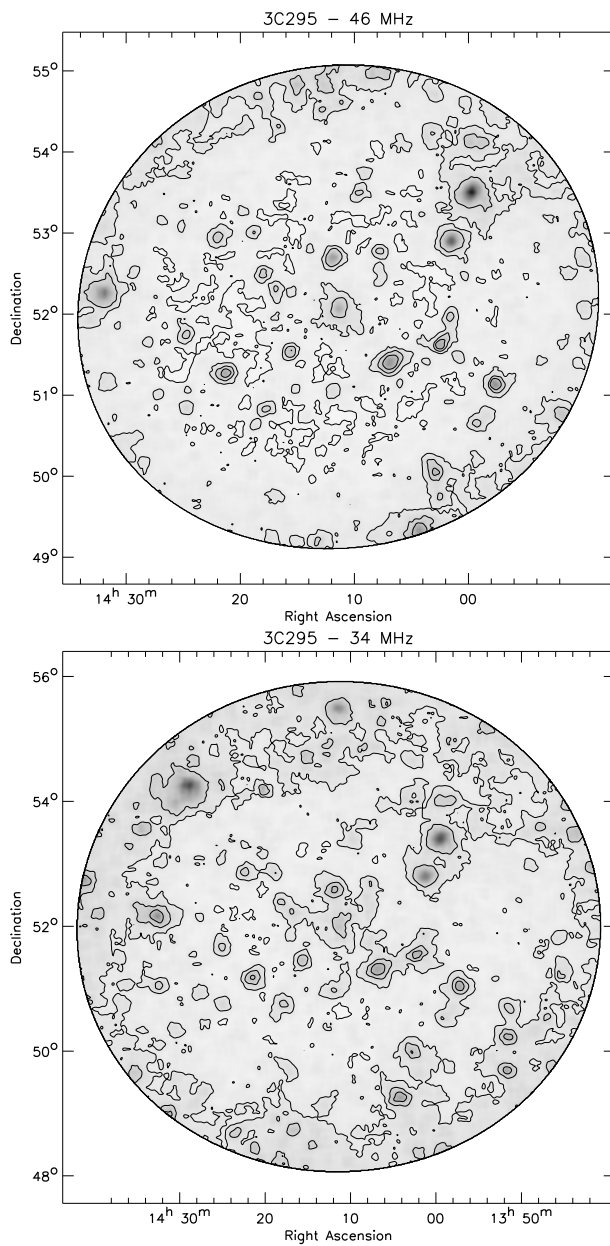 3C295 - 46 MHz
55°
54°
53°
52°
51°
50°
49°
Declination
14ʰ 30ᵐ 20 10 00
Right Ascension
3C295 - 34 MHz
56°
54°
52°
50°
48°
Declination
14ʰ 30ᵐ 20 10 00 13ʰ 50ᵐ
Right Ascension